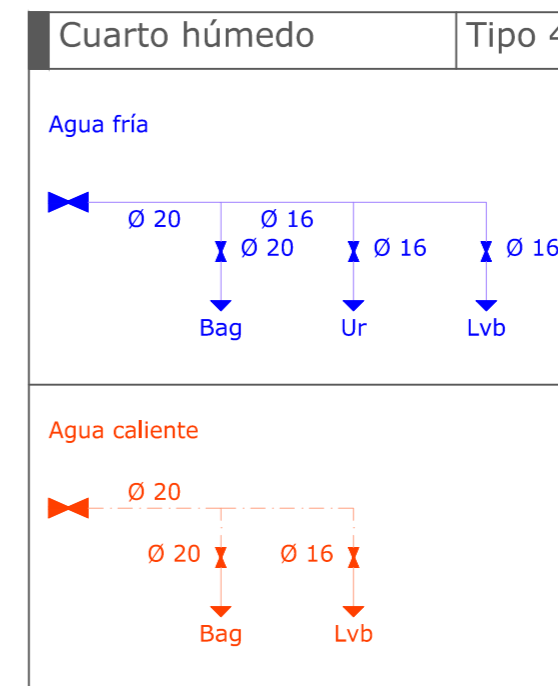 Cuarto húmedo Tipo 4
Agua fría
Ø 20 Ø 16
Ø 20 Ø 16 Ø 16
Bag Ur Lvb
Agua caliente
Ø 20
Ø 20 Ø 16
Bag Lvb